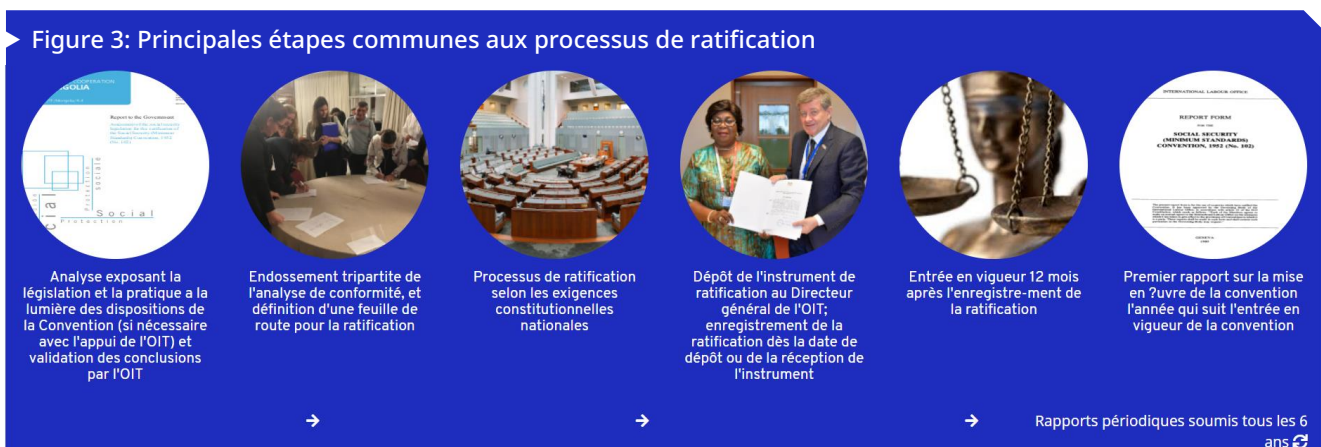 Figure 3: Principales étapes communes aux processus de ratification
GOLIA
Report to the Government
Social
Protection
INTERNATIONAL LABOUR OFFICE
REPORT FORM
FOR THE
SOCIAL SECURITY
(MINIMUM STANDARDS)
CONVENTION, 1952 (No. 102)
GENEVA
Analyse exposant la
législation et la pratique a la
lumière des dispositions de
la Convention (si nécessaire
avec l'appui de l'OIT) et
validation des conclusions
par l'OIT
Endossement tripartite de
l'analyse de conformité, et
définition d'une feuille de
route pour la ratification
Processus de ratification
selon les exigences
constitutionnelles
nationales
Dépôt de l'instrument de
ratification au Directeur
général de l'OIT;
enregistrement de la
ratification dès la date de
dépôt ou de la réception de
l'instrument
Entrée en vigueur 12 mois
après l'enregistre-ment de
la ratification
Premier rapport sur la mise
en ?uvre de la convention
l'année qui suit l'entrée en
vigueur de la convention
Rapports périodiques soumis tous les 6
ans